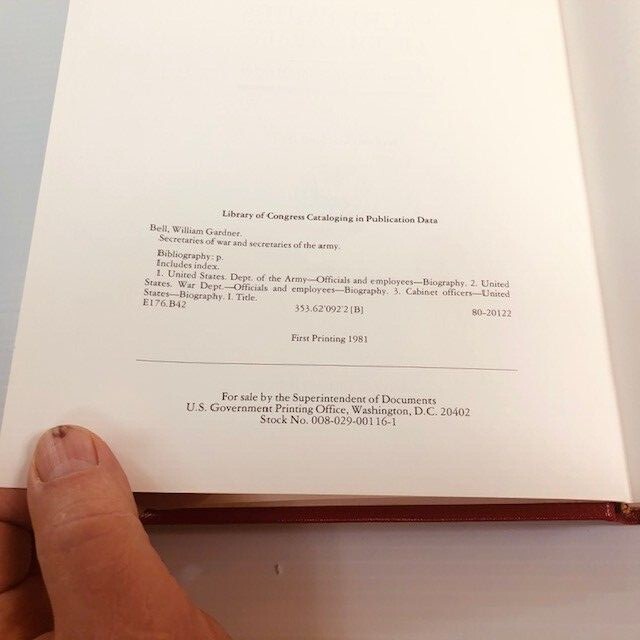 Library of Congress Cataloging in Publication Data
Bell, William Gardner.
Secretaries of war and secretaries of the army.
Bibliography: p.
Includes index.
1. United States. Dept. of the Army—Officials and employees—Biography. 2. United
States. War Dept.—Officials and employees—Biography. 3. Cabinet officers—United
States—Biography. I. Title.
E176.B42 353.62'092'2 [B] 80-20122
First Printing 1981
For sale by the Superintendent of Documents
U.S. Government Printing Office, Washington, D.C. 20402
Stock No. 008-029-00116-1